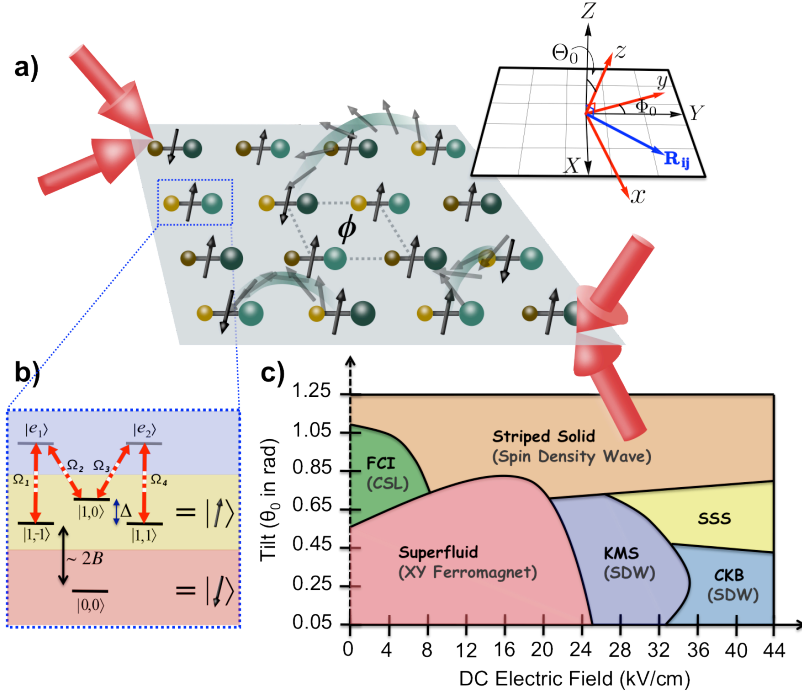 a)
Z
Θ₀
z
y
Φ₀
Y
X
R_ij
x
ϕ
b)
|e₁⟩ |e₂⟩
Ω₁ Ω₂ Ω₃ Ω₄
|1,0⟩ Δ
|1,-1⟩ |1,1⟩
= |↑⟩
~ 2B
|0,0⟩
= |↓⟩
c)
Tilt (θ₀ in rad)
1.25
1.05
0.85
0.65
0.45
0.25
0.05
Striped Solid
(Spin Density Wave)
FCI
(CSL)
Superfluid
(XY Ferromagnet)
KMS
(SDW)
SSS
CKB
(SDW)
0 4 8 12 16 20 24 28 32 36 40 44
DC Electric Field (kV/cm)